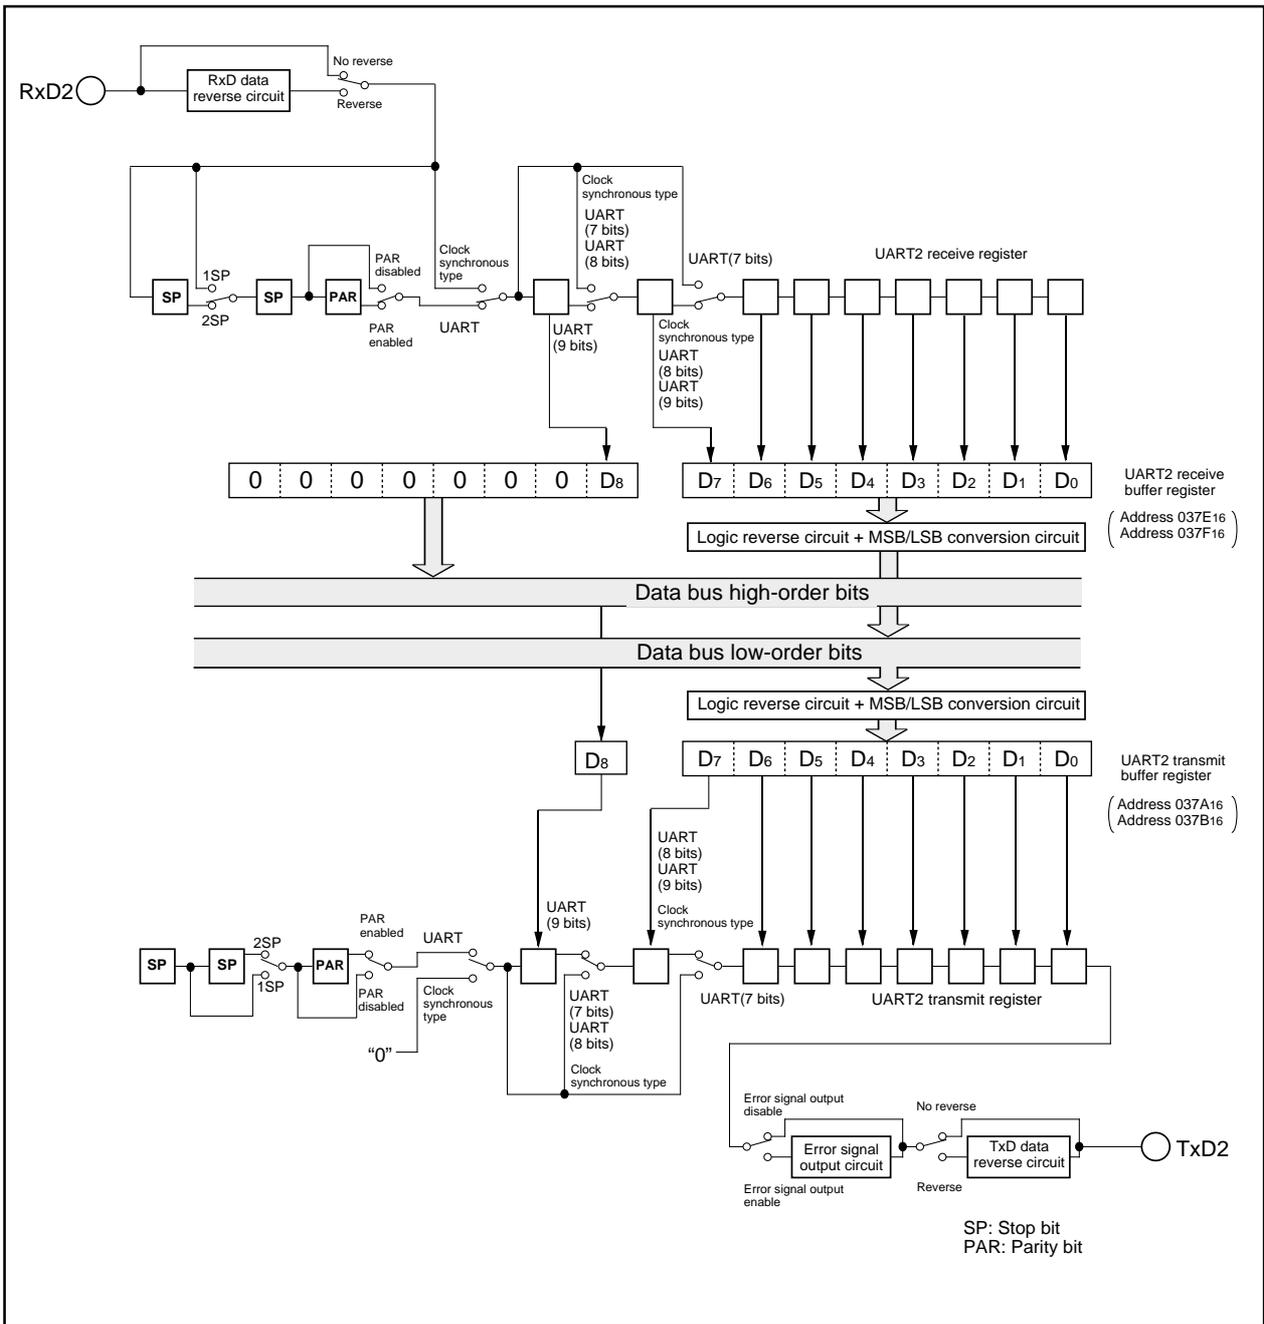 No reverse
RxD2
RxD data
reverse circuit
Reverse
Clock
synchronous type
UART
(7 bits)
UART
(8 bits)
PAR
disabled
Clock
synchronous
type
UART(7 bits)
UART2 receive register
1SP
SP
SP
PAR
2SP
PAR
enabled
UART
UART
(9 bits)
Clock
synchronous type
UART
(8 bits)
UART
(9 bits)
0 0 0 0 0 0 0 D8
D7 D6 D5 D4 D3 D2 D1 D0
UART2 receive
buffer register
Address 037E16
Address 037F16
Logic reverse circuit + MSB/LSB conversion circuit
Data bus high-order bits
Data bus low-order bits
Logic reverse circuit + MSB/LSB conversion circuit
D8
D7 D6 D5 D4 D3 D2 D1 D0
UART2 transmit
buffer register
Address 037A16
Address 037B16
UART
(8 bits)
UART
(9 bits)
Clock
synchronous type
UART
(9 bits)
PAR
enabled
UART
2SP
SP
SP
PAR
1SP
PAR
disabled
Clock
synchronous
type
“0”
UART
(7 bits)
UART
(8 bits)
Clock
synchronous type
UART(7 bits)
UART2 transmit register
Error signal output
disable
No reverse
Error signal
output circuit
TxD data
reverse circuit
TxD2
Error signal output
enable
Reverse
SP: Stop bit
PAR: Parity bit